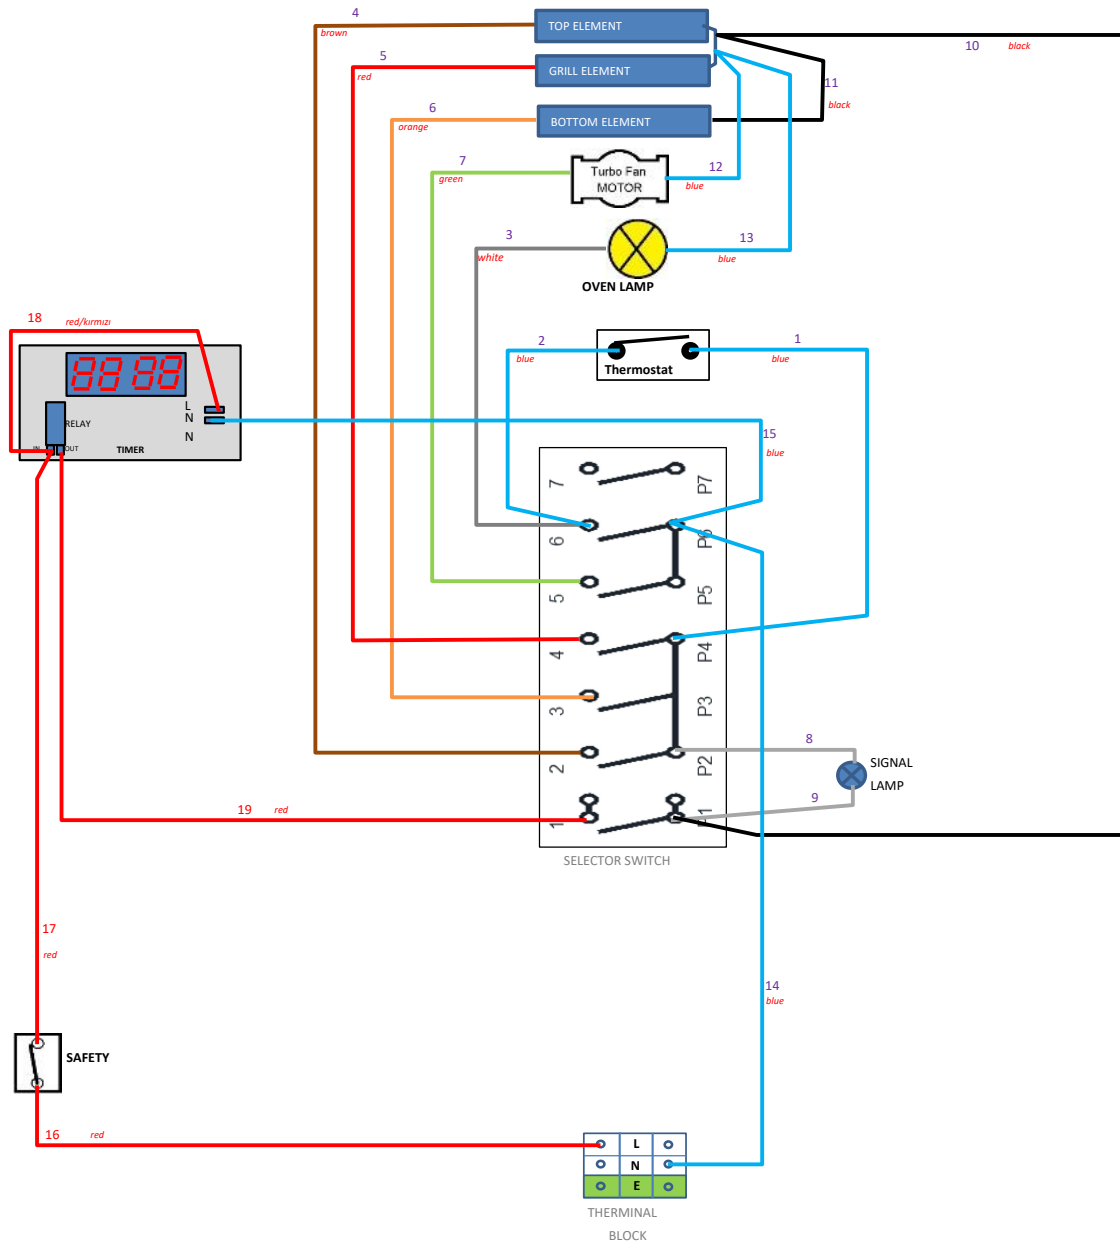 4
brown
TOP ELEMENT
10
black
5
red
GRILL ELEMENT
11
black
6
orange
BOTTOM ELEMENT
7
green
Turbo Fan
MOTOR
12
blue
3
white
13
blue
OVEN LAMP
18
red/kırmızı
2
blue
1
blue
Thermostat
88 88
L
N
N
RELAY
IN
OUT
TIMER
15
blue
7
P7
6
P6
5
P5
4
P4
3
P3
2
P2
1
8
SIGNAL
LAMP
9
19
red
SELECTOR SWITCH
17
red
14
blue
SAFETY
16
red
L
N
E
THERMINAL
BLOCK